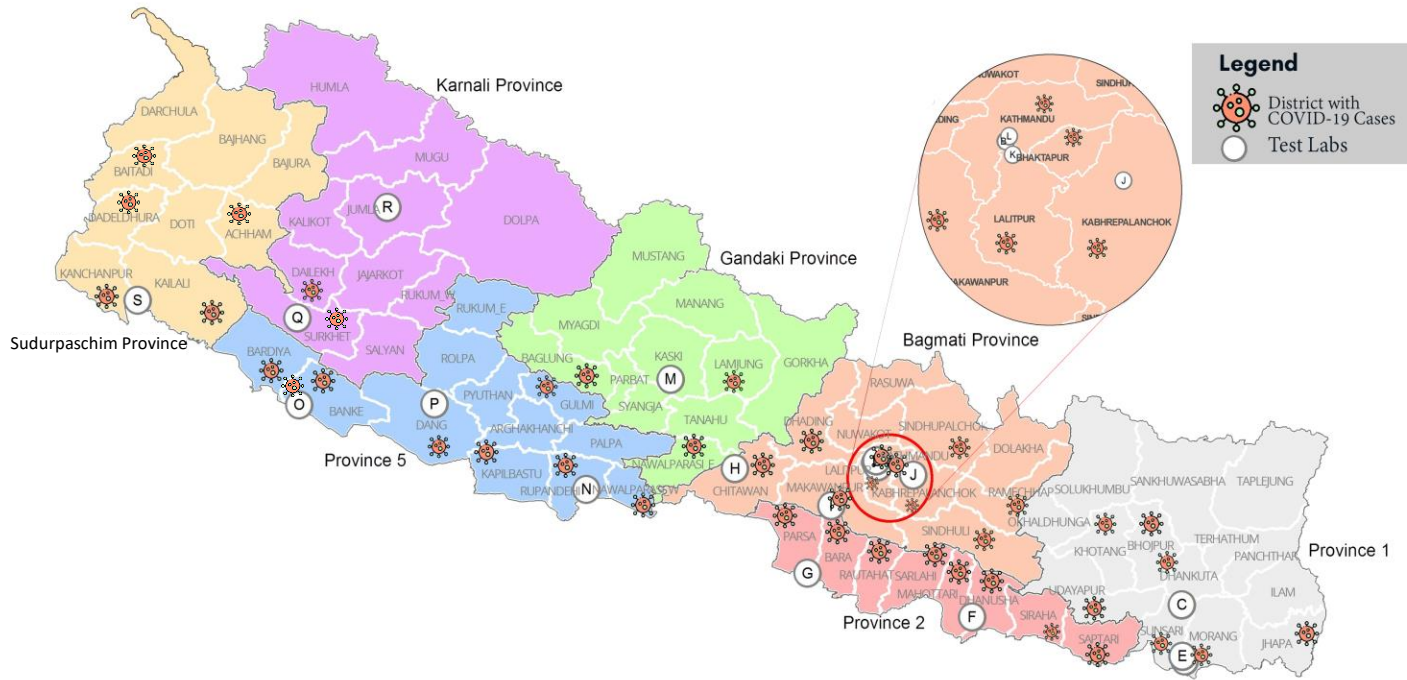 Karnali Province
Gandaki Province
Bagmati Province
Sudurpaschim Province
Province 5
Province 2
Province 1
Legend
District with
COVID-19 Cases
Test Labs
HUMLA
DARCHULA
BAJHANG
BAJURA
MUGU
BAITADI
DADELDHURA
DOTI
ACHHAM
KALIKOT
JUMLA
R
DOLPA
KANCHANPUR
S
KAILALI
DAILEKH
JAJARKOT
RUKUM_W
RUKUM_E
Q
SURKHET
SALYAN
MUSTANG
MANANG
MYAGDI
BAGLUNG
PARBAT
KASKI
M
LAMJUNG
GORKHA
SYANGJA
TANAHU
NAWALPARASI_E
BARDIYA
O
BANKE
ROLPA
P
DANG
PYUTHAN
GULMI
ARGHAKHANCHI
PALPA
KAPILBASTU
RUPANDEHI
N
RASUWA
DHADING
NUWAKOT
SINDHUPALCHOK
DOLAKHA
H
CHITAWAN
LALITPUR
J
MAKAWANPUR
KABHREPALANCHOK
RAMECHHAP
I
SINDHULI
PARSA
BARA
G
RAUTAHAT
SARLAHI
MAHOTTARI
DHANUSHA
F
SIRAHA
SAPTARI
SOLUKHUMBU
SANKHUWASABHA
TAPLEJUNG
OKHALDHUNGA
KHOTANG
BHOJPUR
TERHATHUM
PANCHTHAR
DHANKUTA
C
ILAM
UDAYAPUR
SUNSARI
MORANG
E
JHAPA
KATHMANDU
L
B
K
BHAKTAPUR
J
LALITPUR
KABHREPALANCHOK